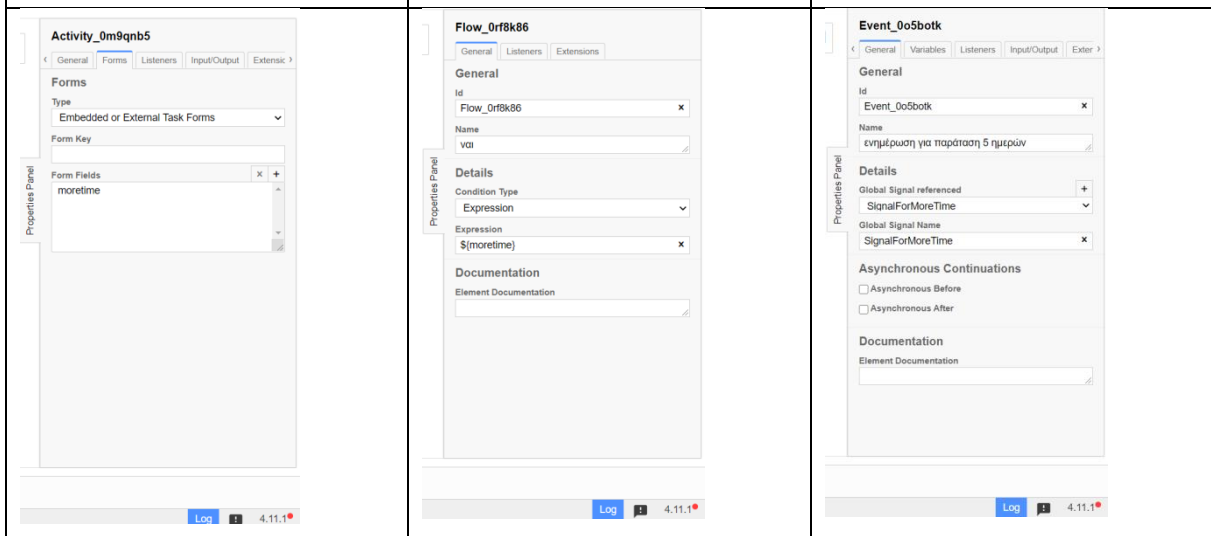 Activity_0m9qnb5
General Forms Listeners Input/Output Extensic
Forms
Type
Embedded or External Task Forms
Form Key
Form Fields
moretime
Properties Panel
Log 4.11.1
Flow_0rf8k86
General Listeners Extensions
General
Id
Flow_0rf8k86
Name
ναι
Details
Condition Type
Expression
Expression
${moretime}
Documentation
Element Documentation
Properties Panel
Log 4.11.1
Event_0o5botk
General Variables Listeners Input/Output Exter
General
Id
Event_0o5botk
Name
ενημέρωση για παράταση 5 ημερών
Details
Global Signal referenced
SignalForMoreTime
Global Signal Name
SignalForMoreTime
Asynchronous Continuations
Asynchronous Before
Asynchronous After
Documentation
Element Documentation
Properties Panel
Log 4.11.1